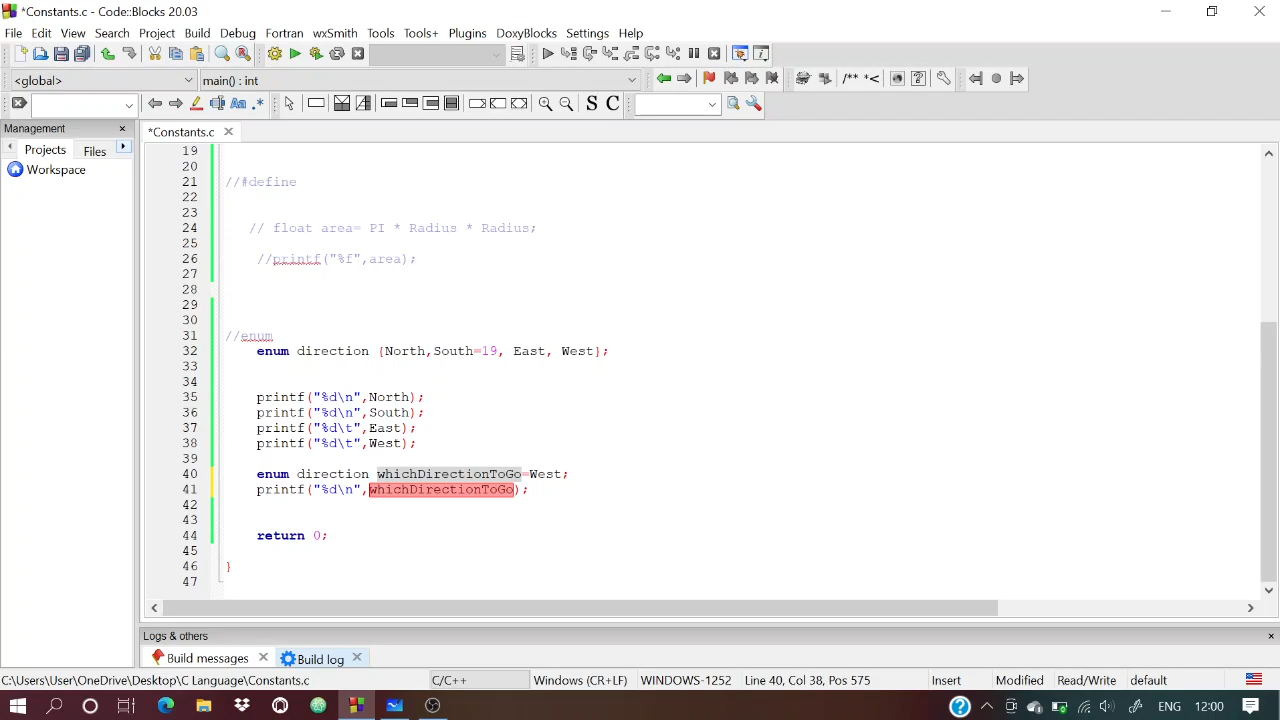 *Constants.c - Code::Blocks 20.03
File Edit View Search Project Build Debug Fortran wxSmith Tools Tools+ Plugins DoxyBlocks Settings Help
<global> main() : int
/** *<
Aa .* S C
Management
*Constants.c
Projects Files
Workspace
19
20
21 //#define
22
23
24 // float area= PI * Radius * Radius;
25
26 //printf("%f",area);
27
28
29
30
31 //enum
32 enum direction {North,South=19, East, West};
33
34
35 printf("%d\n",North);
36 printf("%d\n",South);
37 printf("%d\t",East);
38 printf("%d\t",West);
39
40 enum direction whichDirectionToGo=West;
41 printf("%d\n",whichDirectionToGo);
42
43
44 return 0;
45
46 }
47
Logs & others
Build messages Build log
C:\Users\User\OneDrive\Desktop\C Language\Constants.c C/C++ Windows (CR+LF) WINDOWS-1252 Line 40, Col 38, Pos 575 Insert Modified Read/Write default
ENG 12:00